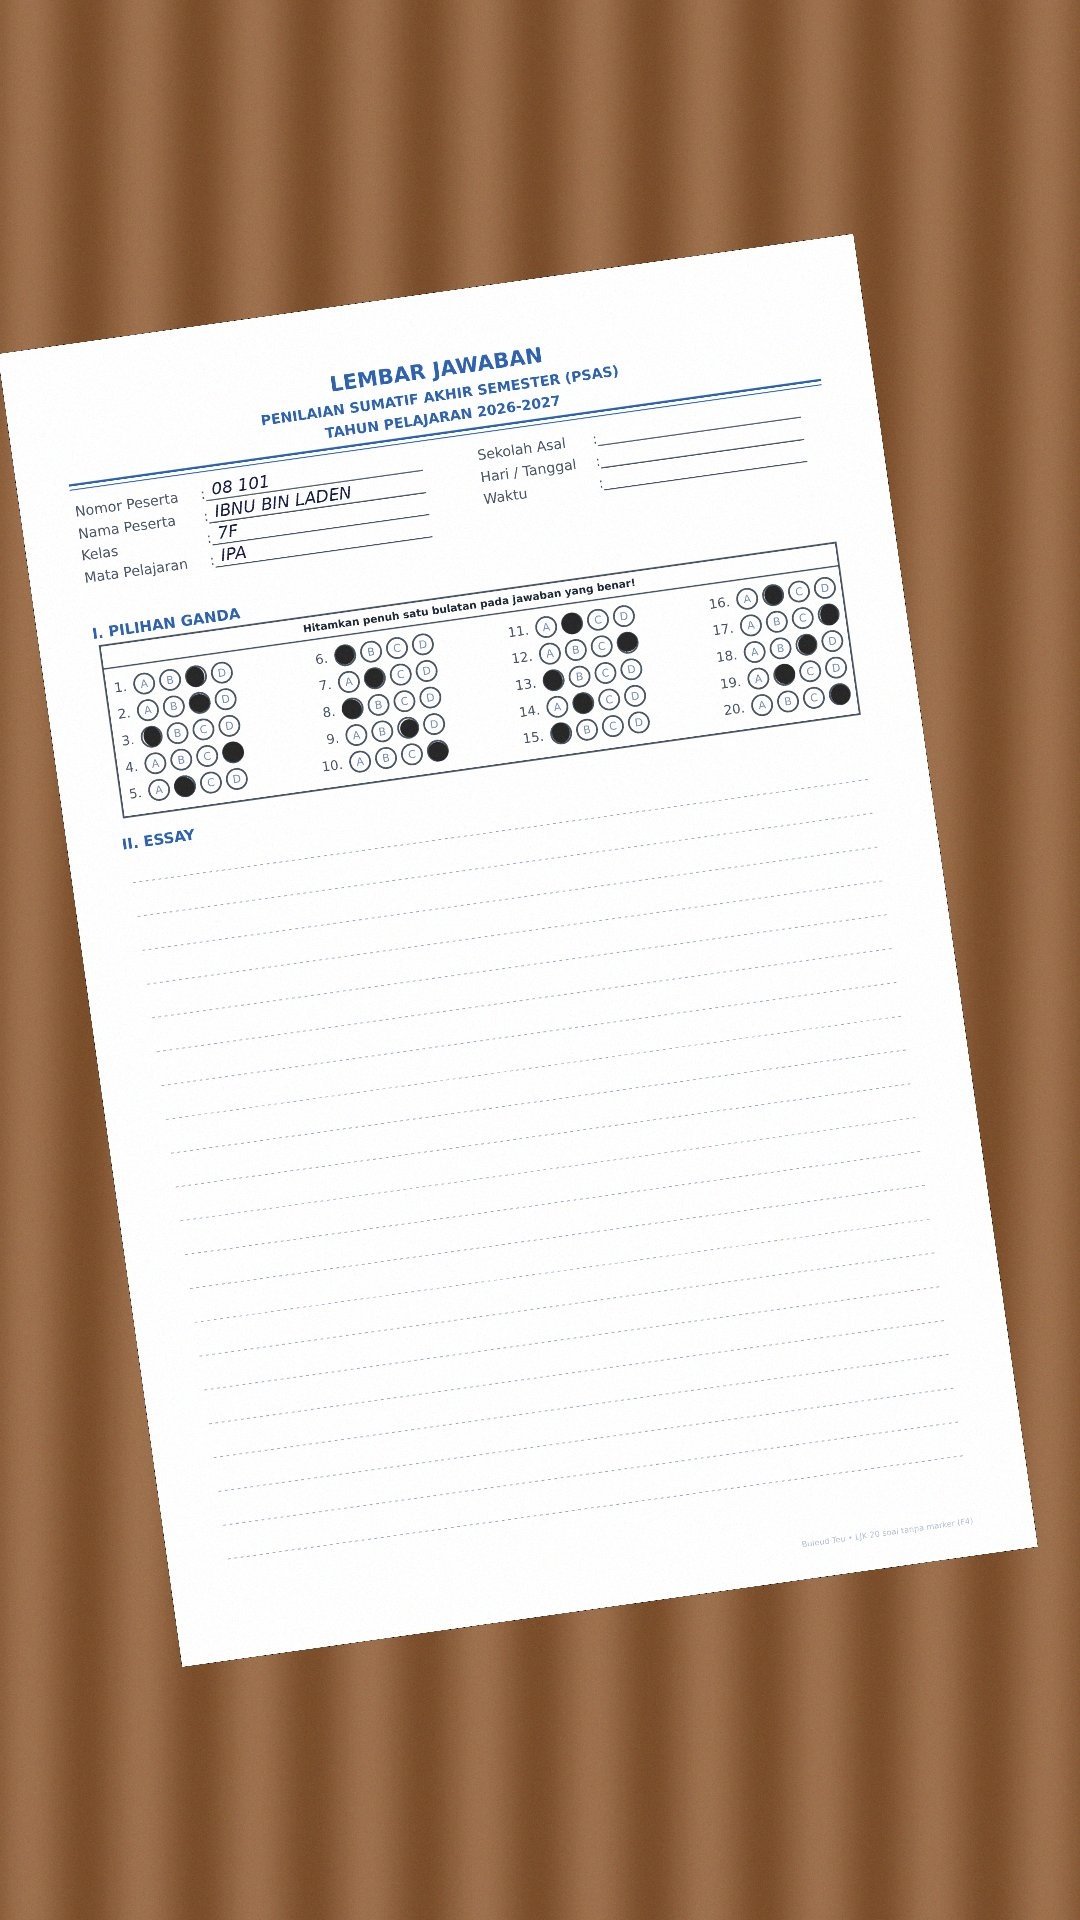 LEMBAR JAWABAN
PENILAIAN SUMATIF AKHIR SEMESTER (PSAS)
TAHUN PELAJARAN 2026-2027
Nomor Peserta : 08 101
Nama Peserta : IBNU BIN LADEN
Kelas : 7F
Mata Pelajaran : IPA
Sekolah Asal :
Hari / Tanggal :
Waktu :
I. PILIHAN GANDA
Hitamkan penuh satu bulatan pada jawaban yang benar!
1. A B D
2. A B D
3. B C D
4. A B C
5. A C D
6. B C D
7. A C D
8. B C D
9. A B D
10. A B C
11. A C D
12. A B C
13. B C D
14. A C D
15. B C D
16. A C D
17. A B C
18. A B D
19. A C D
20. A B C
II. ESSAY
LJK 20 soal tanpa marker (F4)